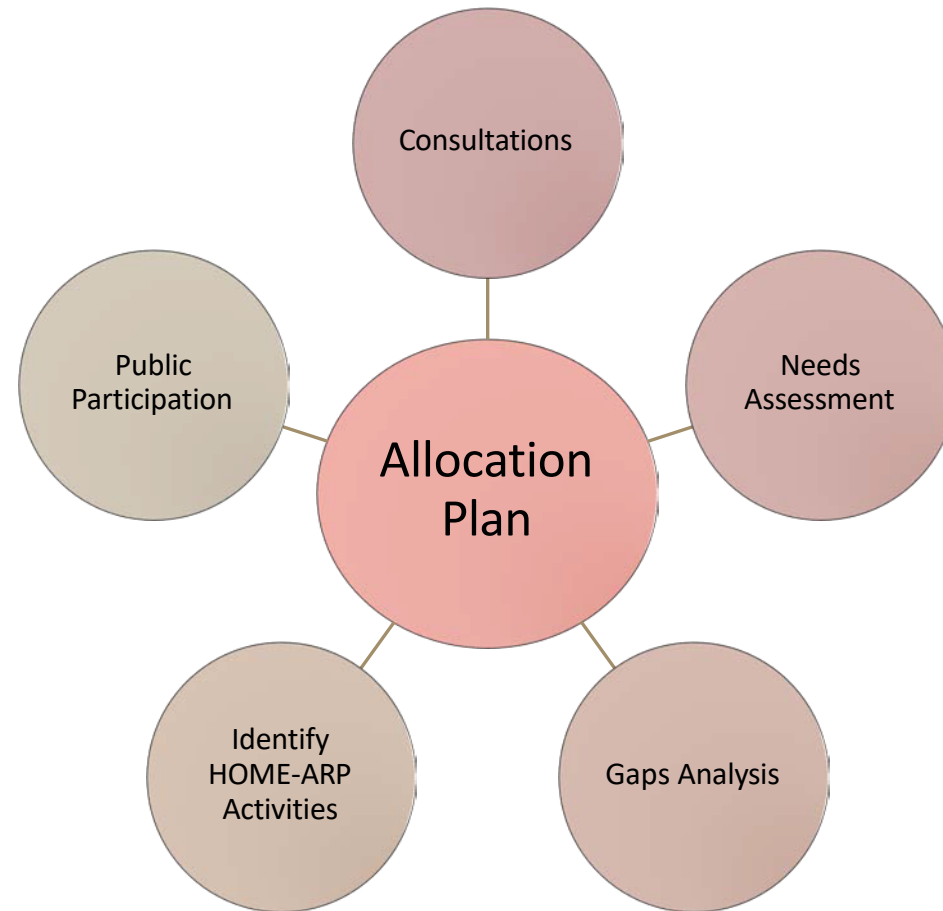 Consultations
Public
Participation
Needs
Assessment
Allocation
Plan
Identify
HOME-ARP
Activities
Gaps Analysis